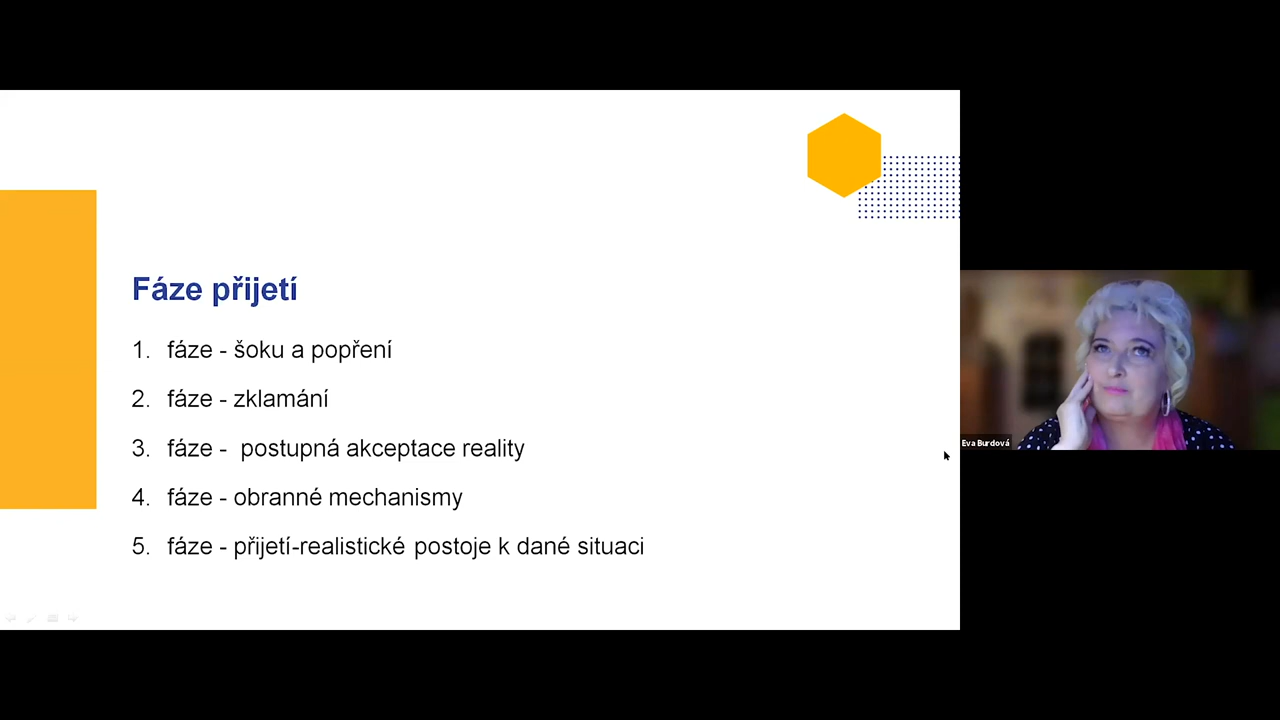 Fáze přijetí
1. fáze - šoku a popření
2. fáze - zklamání
3. fáze - postupná akceptace reality
4. fáze - obranné mechanismy
5. fáze - přijetí-realistické postoje k dané situaci
Eva Burdová